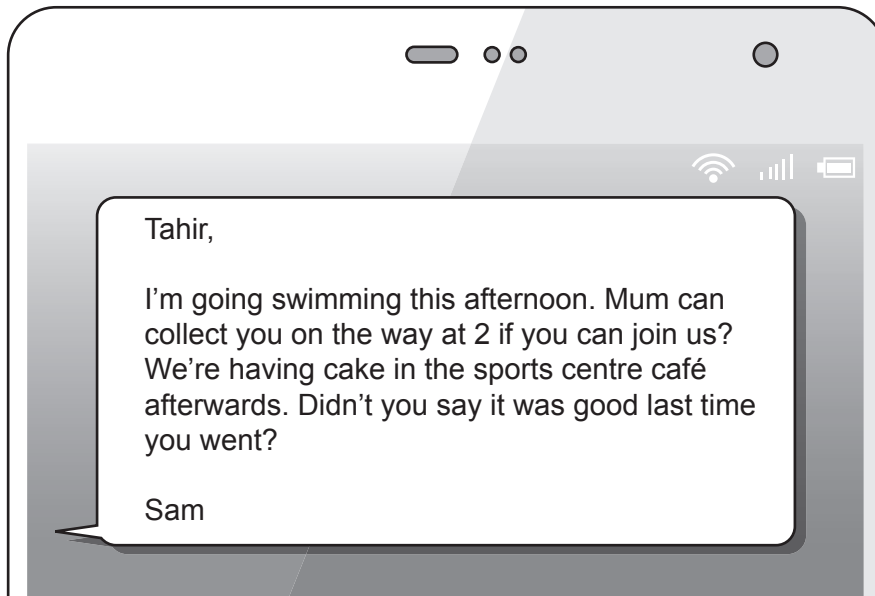 Tahir,
I'm going swimming this afternoon. Mum can
collect you on the way at 2 if you can join us?
We're having cake in the sports centre café
afterwards. Didn't you say it was good last time
you went?
Sam